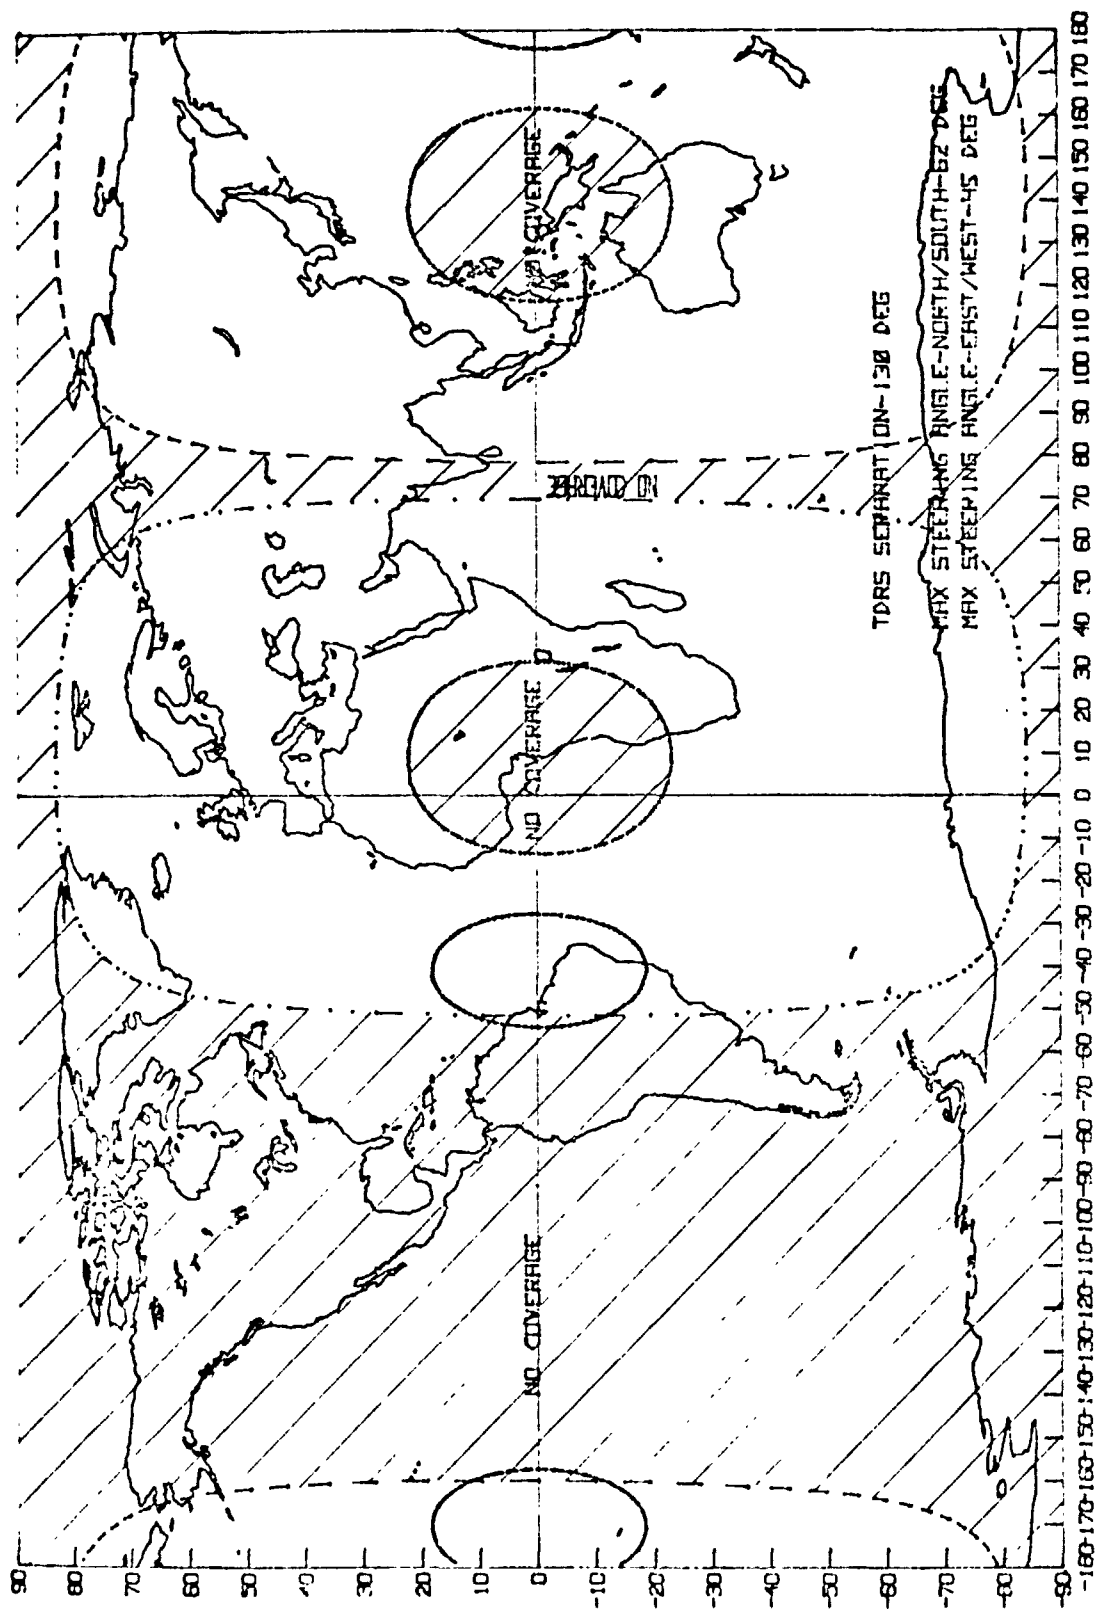 NO COVERAGE
NO COVERAGE
NO COVERAGE
NO COVERAGE
TDRS SEPARATION-130 DEG
MAX STEERING ANGLE-NORTH/SOUTH-62 DEG
MAX STEERING ANGLE-EAST/WEST-45 DEG
90
80
70
60
50
40
30
20
10
0
-10
-20
-30
-40
-50
-60
-70
-80
-90
-180-170-160-150-140-130-120-110-100-90 -80 -70 -60 -50 -40 -30 -20 -10 0 10 20 30 40 50 60 70 80 90 100 110 120 130 140 150 160 170 180